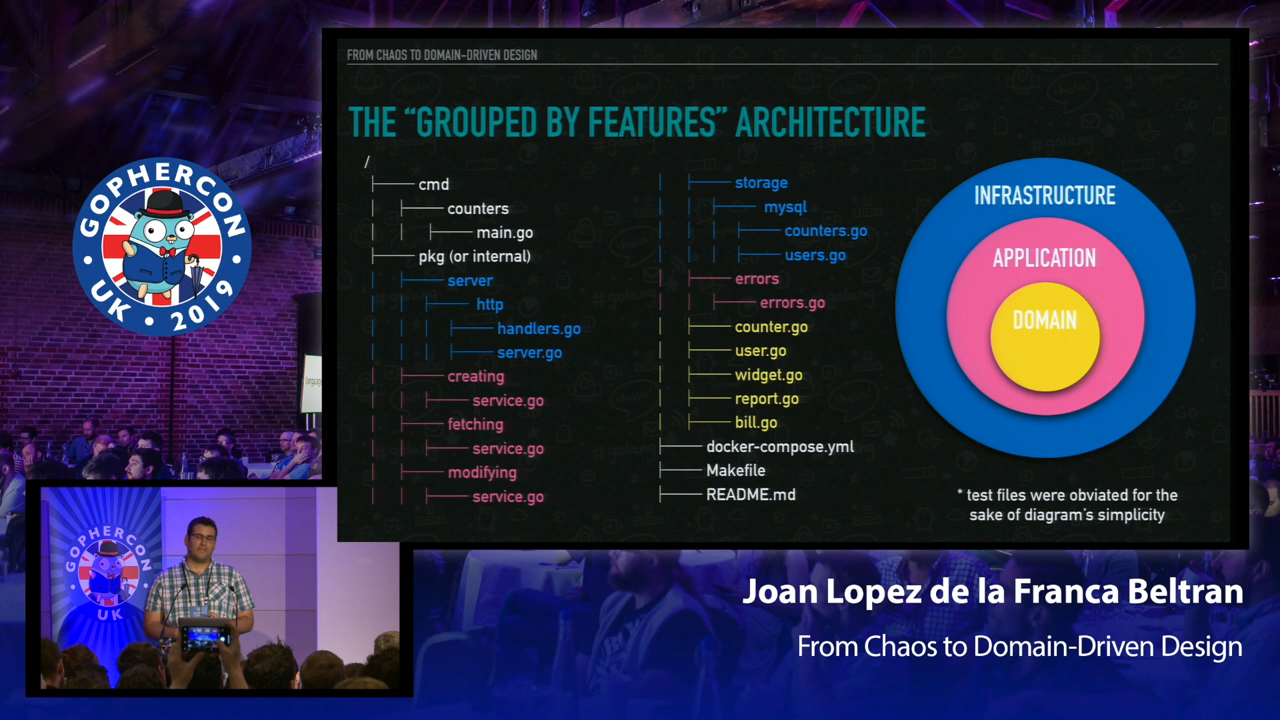 FROM CHAOS TO DOMAIN-DRIVEN DESIGN
THE “GROUPED BY FEATURES” ARCHITECTURE
/
cmd
counters
main.go
pkg (or internal)
server
http
handlers.go
server.go
creating
service.go
fetching
service.go
modifying
service.go
storage
mysql
counters.go
users.go
errors
errors.go
counter.go
user.go
widget.go
report.go
bill.go
docker-compose.yml
Makefile
README.md
INFRASTRUCTURE
APPLICATION
DOMAIN
* test files were obviated for the
sake of diagram’s simplicity
GOPHERCON
UK • 2019
GOPHERCON
UK
Joan Lopez de la Franca Beltran
From Chaos to Domain-Driven Design